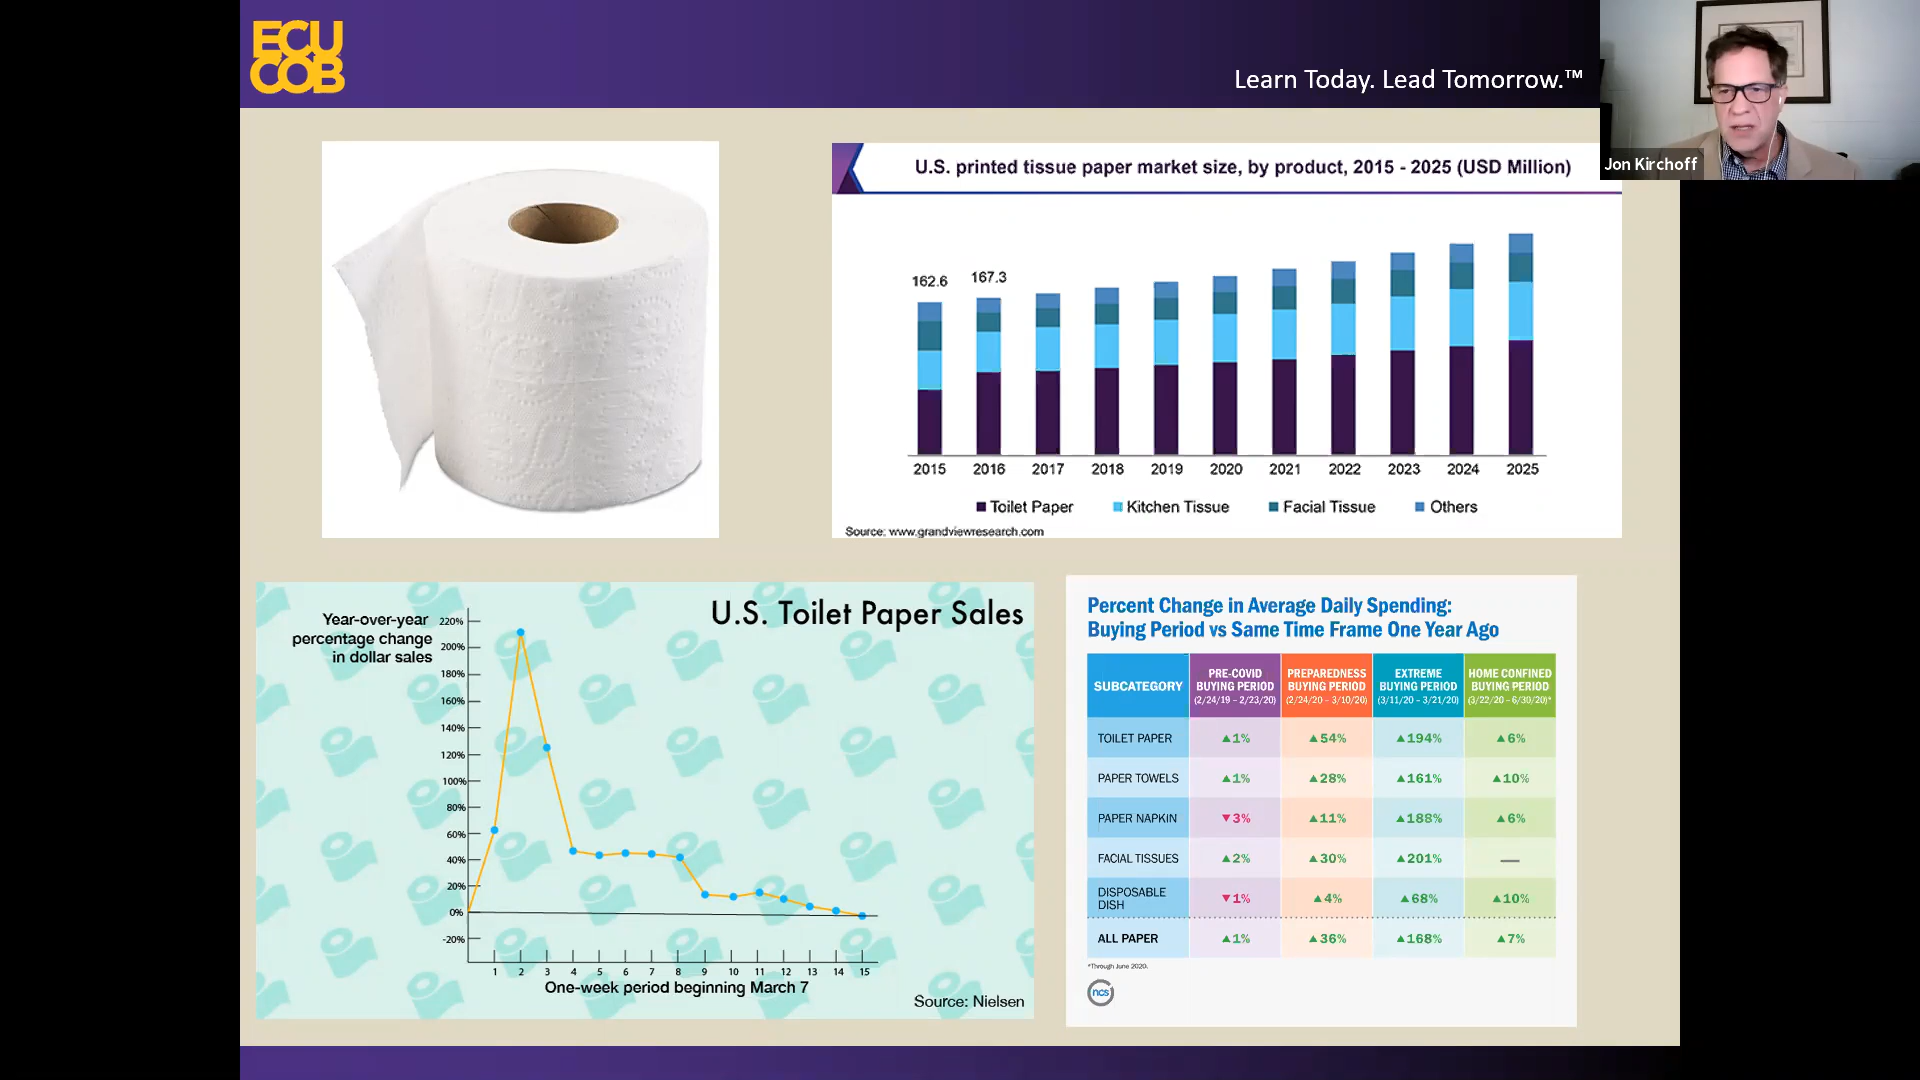 ECU
COB
Learn Today. Lead Tomorrow.™
Jon Kirchoff
U.S. printed tissue paper market size, by product, 2015 - 2025 (USD Million)
162.6
167.3
2015 2016 2017 2018 2019 2020 2021 2022 2023 2024 2025
Toilet Paper Kitchen Tissue Facial Tissue Others
Source: www.grandviewresearch.com
U.S. Toilet Paper Sales
Year-over-year
percentage change
in dollar sales
220%
200%
180%
160%
140%
120%
100%
80%
60%
40%
20%
0%
-20%
1 2 3 4 5 6 7 8 9 10 11 12 13 14 15
One-week period beginning March 7
Source: Nielsen
Percent Change in Average Daily Spending:
Buying Period vs Same Time Frame One Year Ago
SUBCATEGORY
PRE-COVID
BUYING PERIOD
(2/24/19 – 2/23/20)
PREPAREDNESS
BUYING PERIOD
(2/24/20 – 3/10/20)
EXTREME
BUYING PERIOD
(3/11/20 – 3/21/20)
HOME CONFINED
BUYING PERIOD
(3/22/20 – 6/30/20)*
TOILET PAPER ▲1% ▲54% ▲194% ▲6%
PAPER TOWELS ▲1% ▲28% ▲161% ▲10%
PAPER NAPKIN ▼3% ▲11% ▲188% ▲6%
FACIAL TISSUES ▲2% ▲30% ▲201% —
DISPOSABLE
DISH ▼1% ▲4% ▲68% ▲10%
ALL PAPER ▲1% ▲36% ▲168% ▲7%
*Through June 2020.
ncs